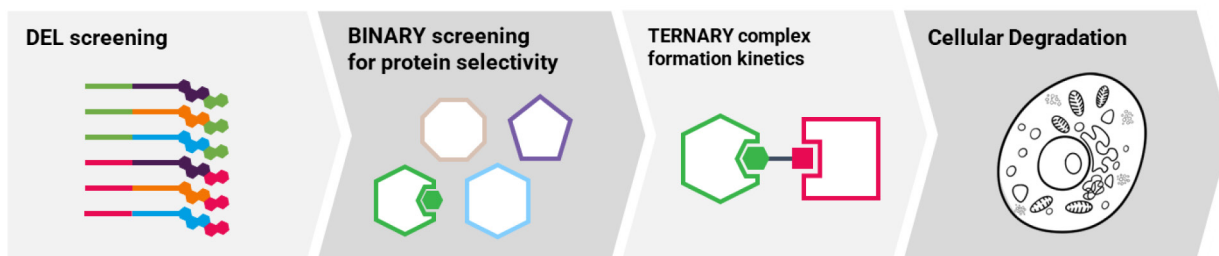 DEL screening
BINARY screening
for protein selectivity
TERNARY complex
formation kinetics
Cellular Degradation